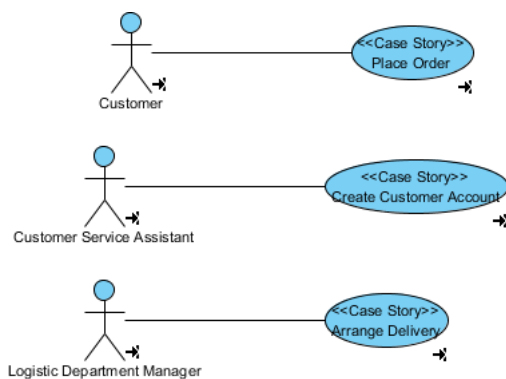 <<Case Story>>
Place Order
Customer
<<Case Story>>
Create Customer Account
Customer Service Assistant
<<Case Story>>
Arrange Delivery
Logistic Department Manager